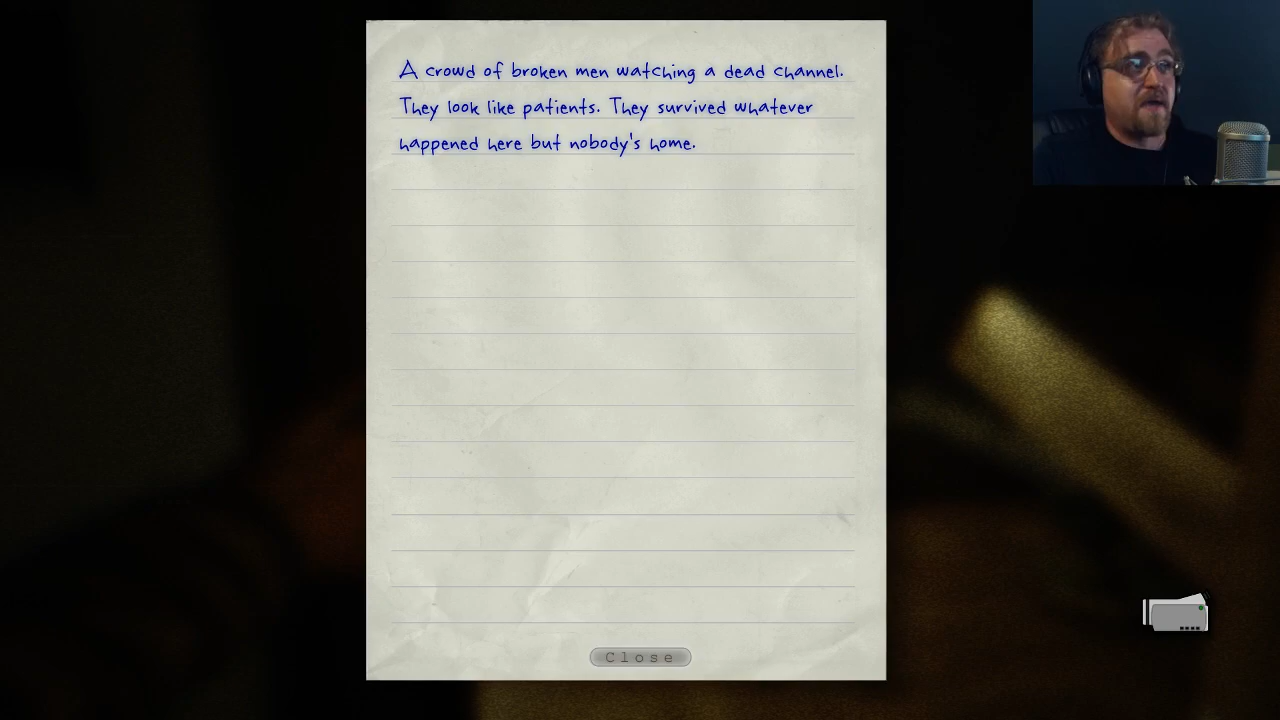 A crowd of broken men watching a dead channel.
They look like patients. They survived whatever
happened here but nobody's home.
Close